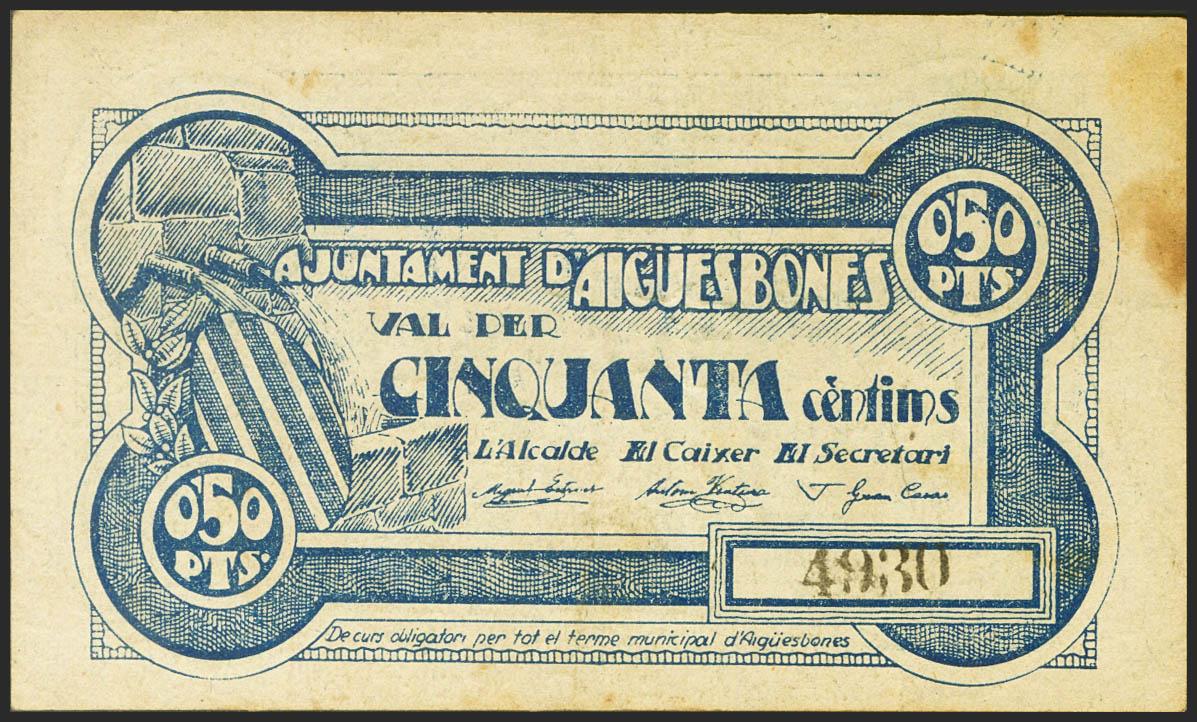 AJUNTAMENT D'AIGÜESBONES
0'50
PTS.
VAL PER
CINQUANTA cèntims
L'Alcalde El Caixer El Secretari
0'50
PTS.
4930
De curs obligatori per tot el terme municipal d'Aigüesbones